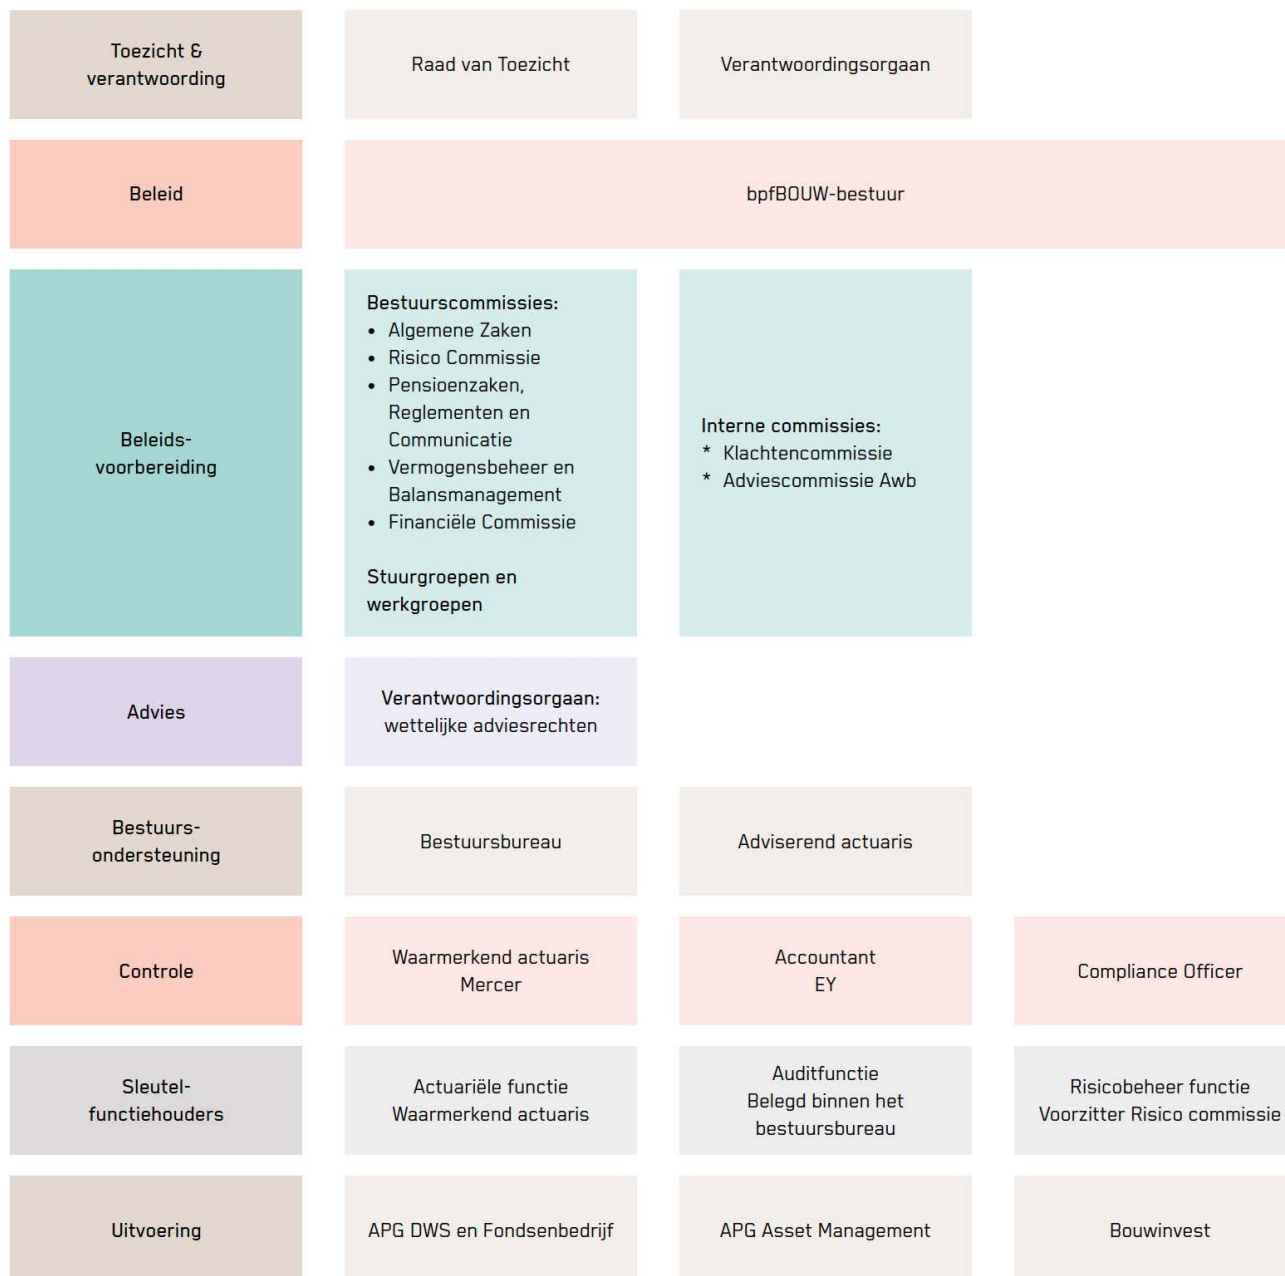 Toezicht &
verantwoording
Raad van Toezicht
Verantwoordingsorgaan
Beleid
bpfBOUW-bestuur
Beleids-
voorbereiding
Bestuurscommissies:
• Algemene Zaken
• Risico Commissie
• Pensioenzaken,
Reglementen en
Communicatie
• Vermogensbeheer en
Balansmanagement
• Financiële Commissie
Stuurgroepen en
werkgroepen
Interne commissies:
* Klachtencommissie
* Adviescommissie Awb
Advies
Verantwoordingsorgaan:
wettelijke adviesrechten
Bestuurs-
ondersteuning
Bestuursbureau
Adviserend actuaris
Controle
Waarmerkend actuaris
Mercer
Accountant
EY
Compliance Officer
Sleutel-
functiehouders
Actuariële functie
Waarmerkend actuaris
Auditfunctie
Belegd binnen het
bestuursbureau
Risicobeheer functie
Voorzitter Risico commissie
Uitvoering
APG DWS en Fondsenbedrijf
APG Asset Management
Bouwinvest